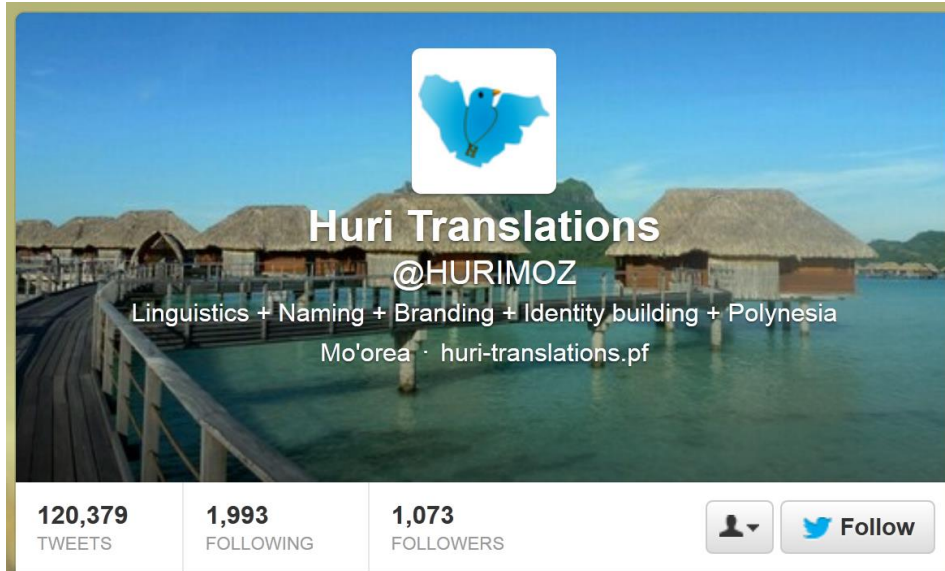 Huri Translations
@HURIMOZ
Linguistics + Naming + Branding + Identity building + Polynesia
Mo'orea · huri-translations.pf
120,379 1,993 1,073
TWEETS FOLLOWING FOLLOWERS
Follow